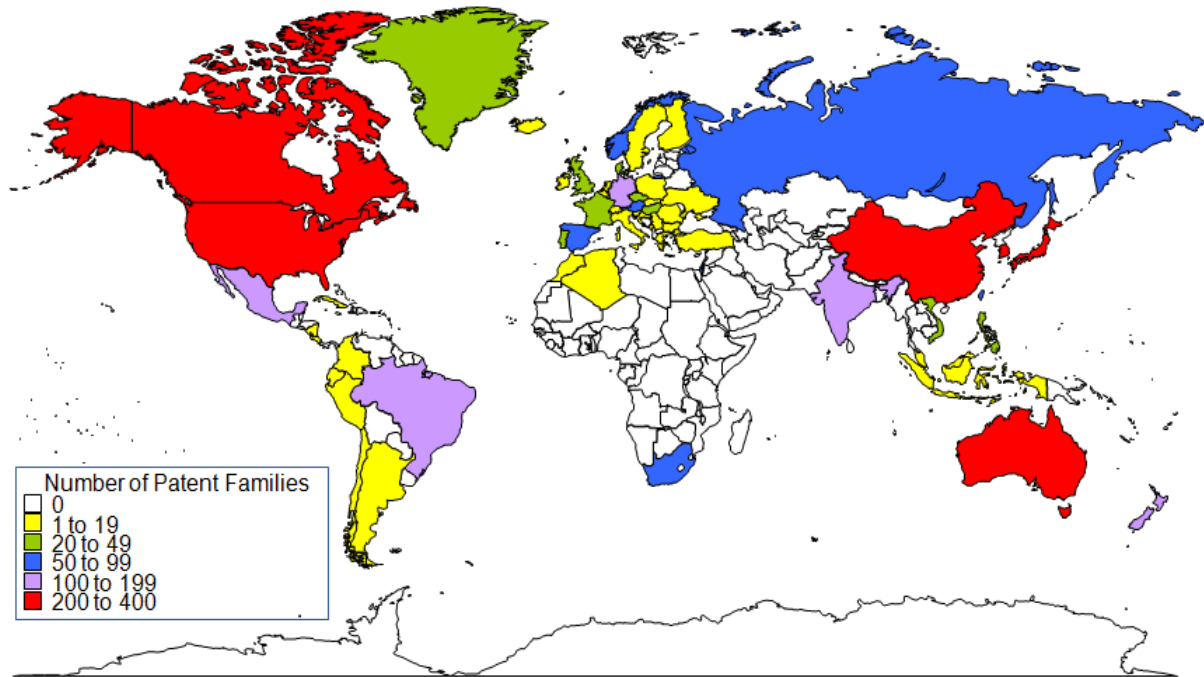 Number of Patent Families
0
1 to 19
20 to 49
50 to 99
100 to 199
200 to 400